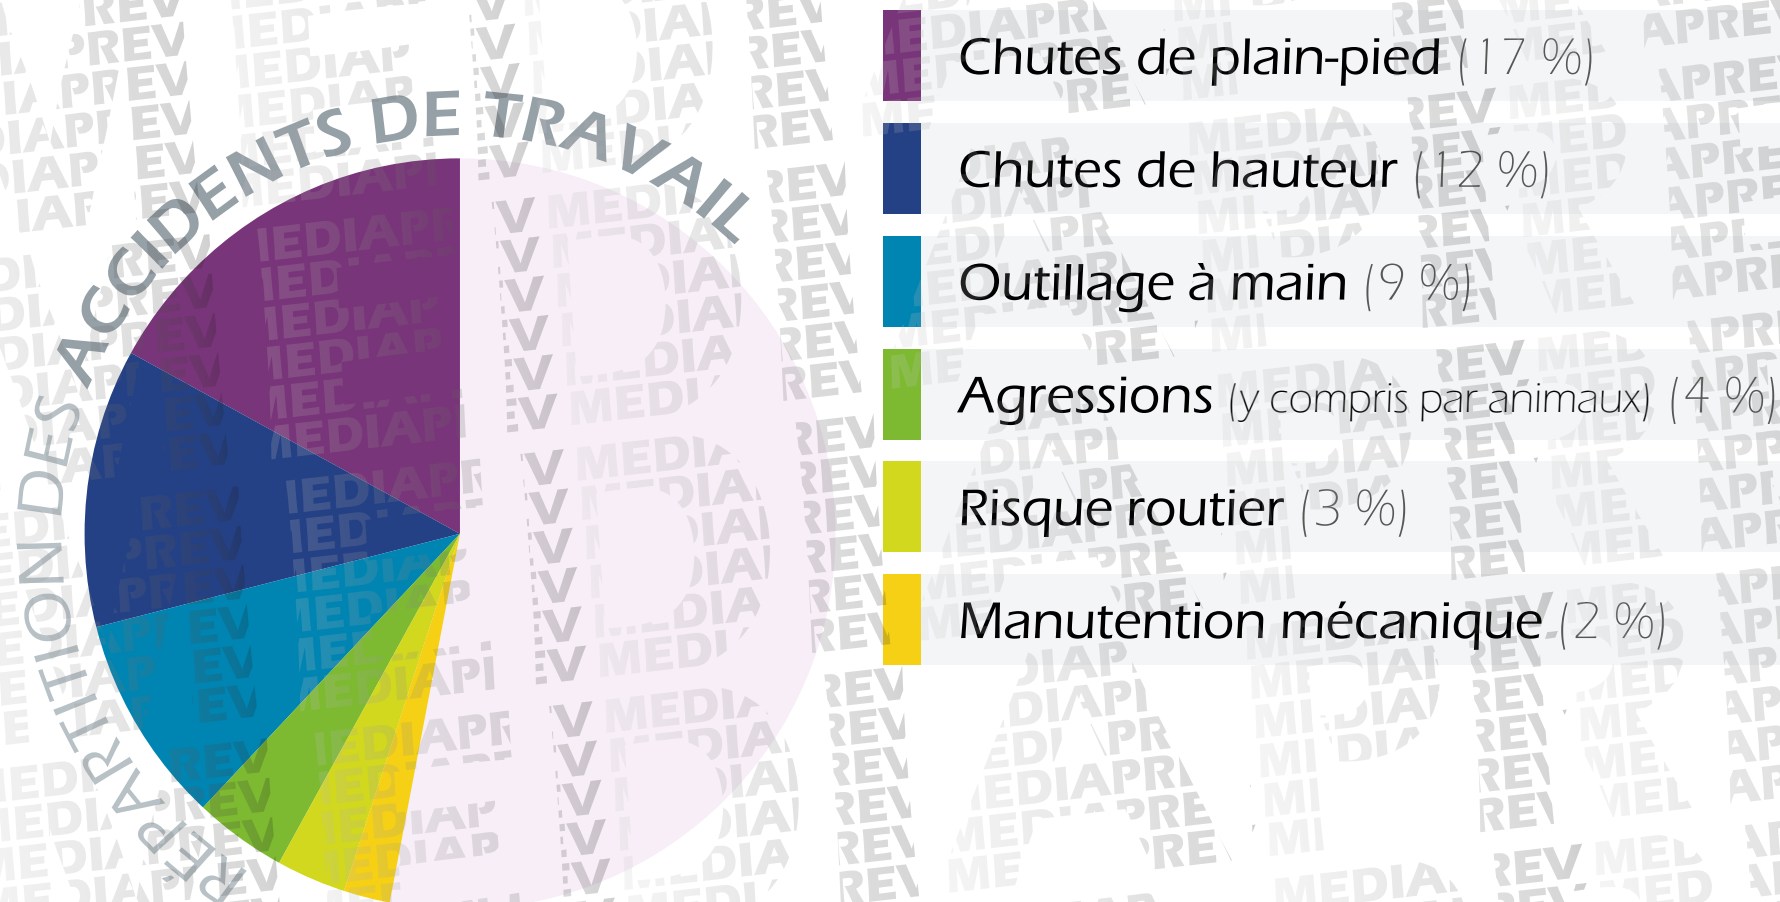 RÉPARTITION DES ACCIDENTS DE TRAVAIL
Chutes de plain-pied (17 %)
Chutes de hauteur (12 %)
Outillage à main (9 %)
Agressions (y compris par animaux) (4 %)
Risque routier (3 %)
Manutention mécanique (2 %)